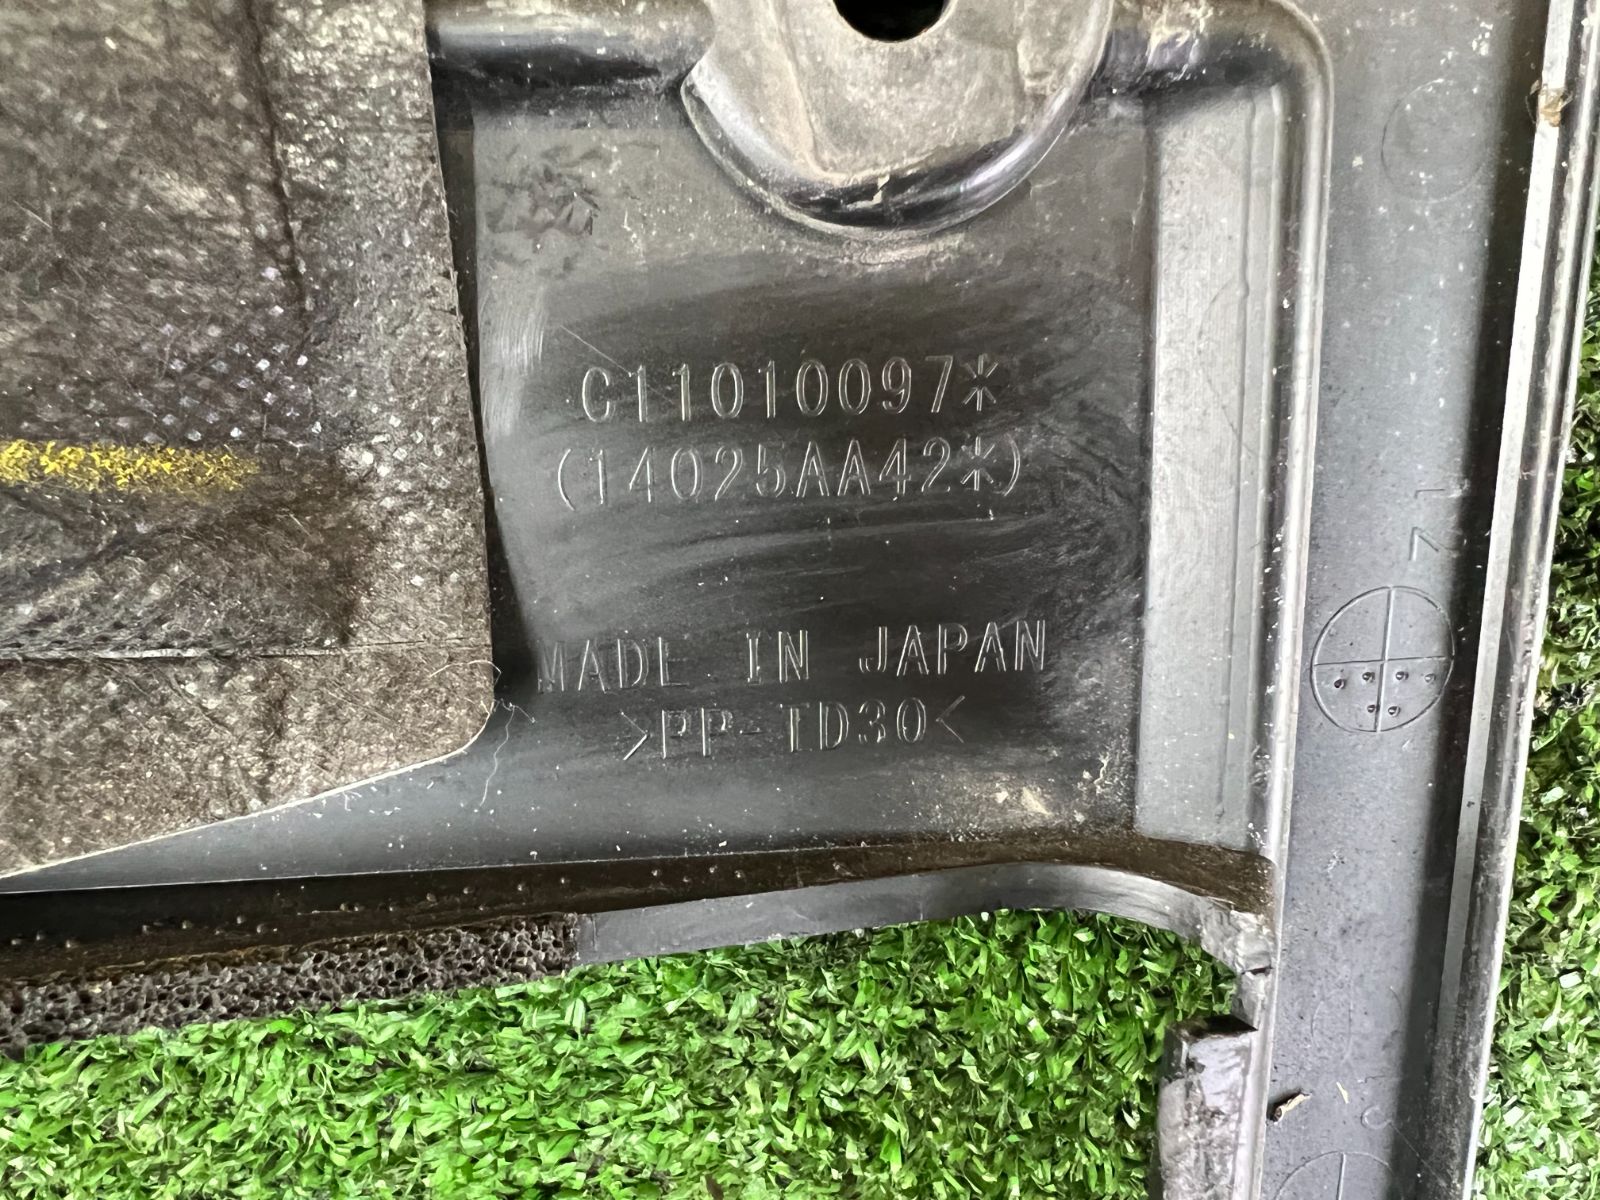 C11010097*
(14025AA42*)
MADE IN JAPAN
>PP-TD30<